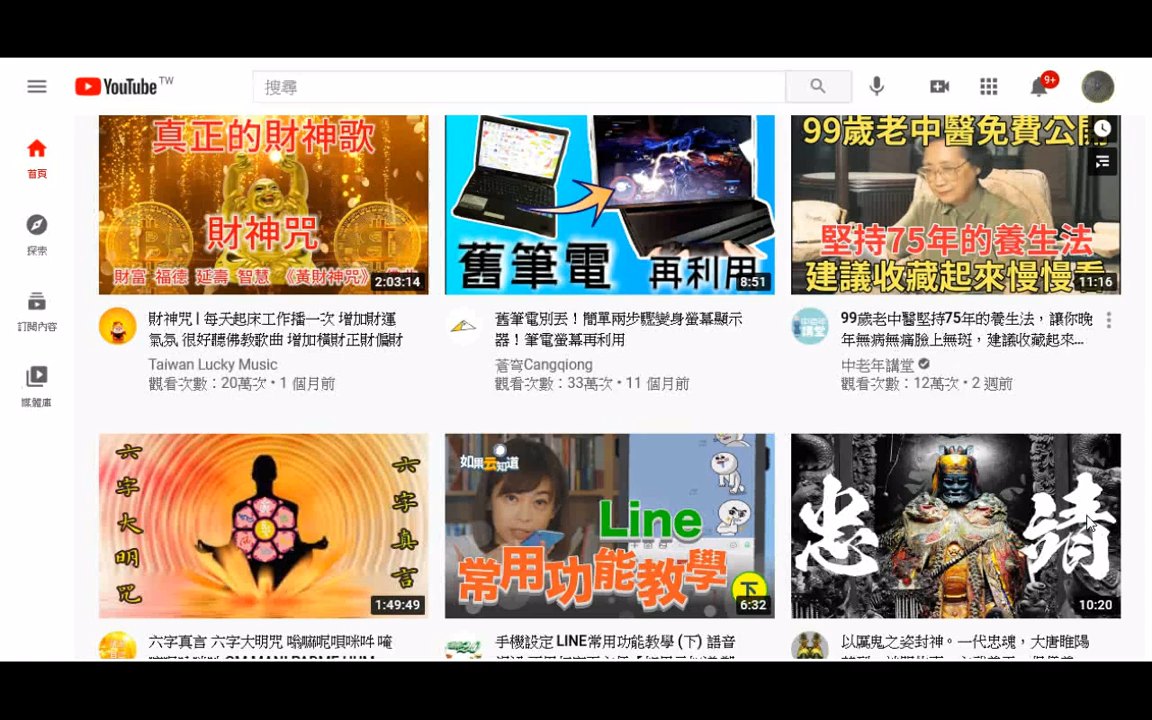 YouTube TW
搜尋
9+
首頁
探索
訂閱內容
媒體庫
真正的財神歌
財神咒
財富 福德 延壽 智慧 《黃財神咒》
2:03:14
舊筆電 再利用
8:51
99歲老中醫免費公開
堅持75年的養生法
建議收藏起來慢慢看
11:16
財神咒 | 每天起床工作播一次 增加財運
氣氛 很好聽佛教歌曲 增加橫財正財偏財
Taiwan Lucky Music
觀看次數：20萬次 • 1 個月前
舊筆電別丟！簡單兩步驟變身螢幕顯示
器！筆電螢幕再利用
蒼穹Cangqiong
觀看次數：33萬次 • 11 個月前
99歲老中醫堅持75年的養生法，讓你晚
年無病無痛臉上無斑，建議收藏起來...
中老年講堂
觀看次數：12萬次 • 2 週前
六字大明咒
六字真言
1:49:49
如果云知道
Line
常用功能教學
下
6:32
忠靖
10:20
六字真言 六字大明咒 嗡嘛呢唄咪吽 唵
手機設定 LINE常用功能教學 (下) 語音
以厲鬼之姿封神。一代忠魂，大唐睢陽